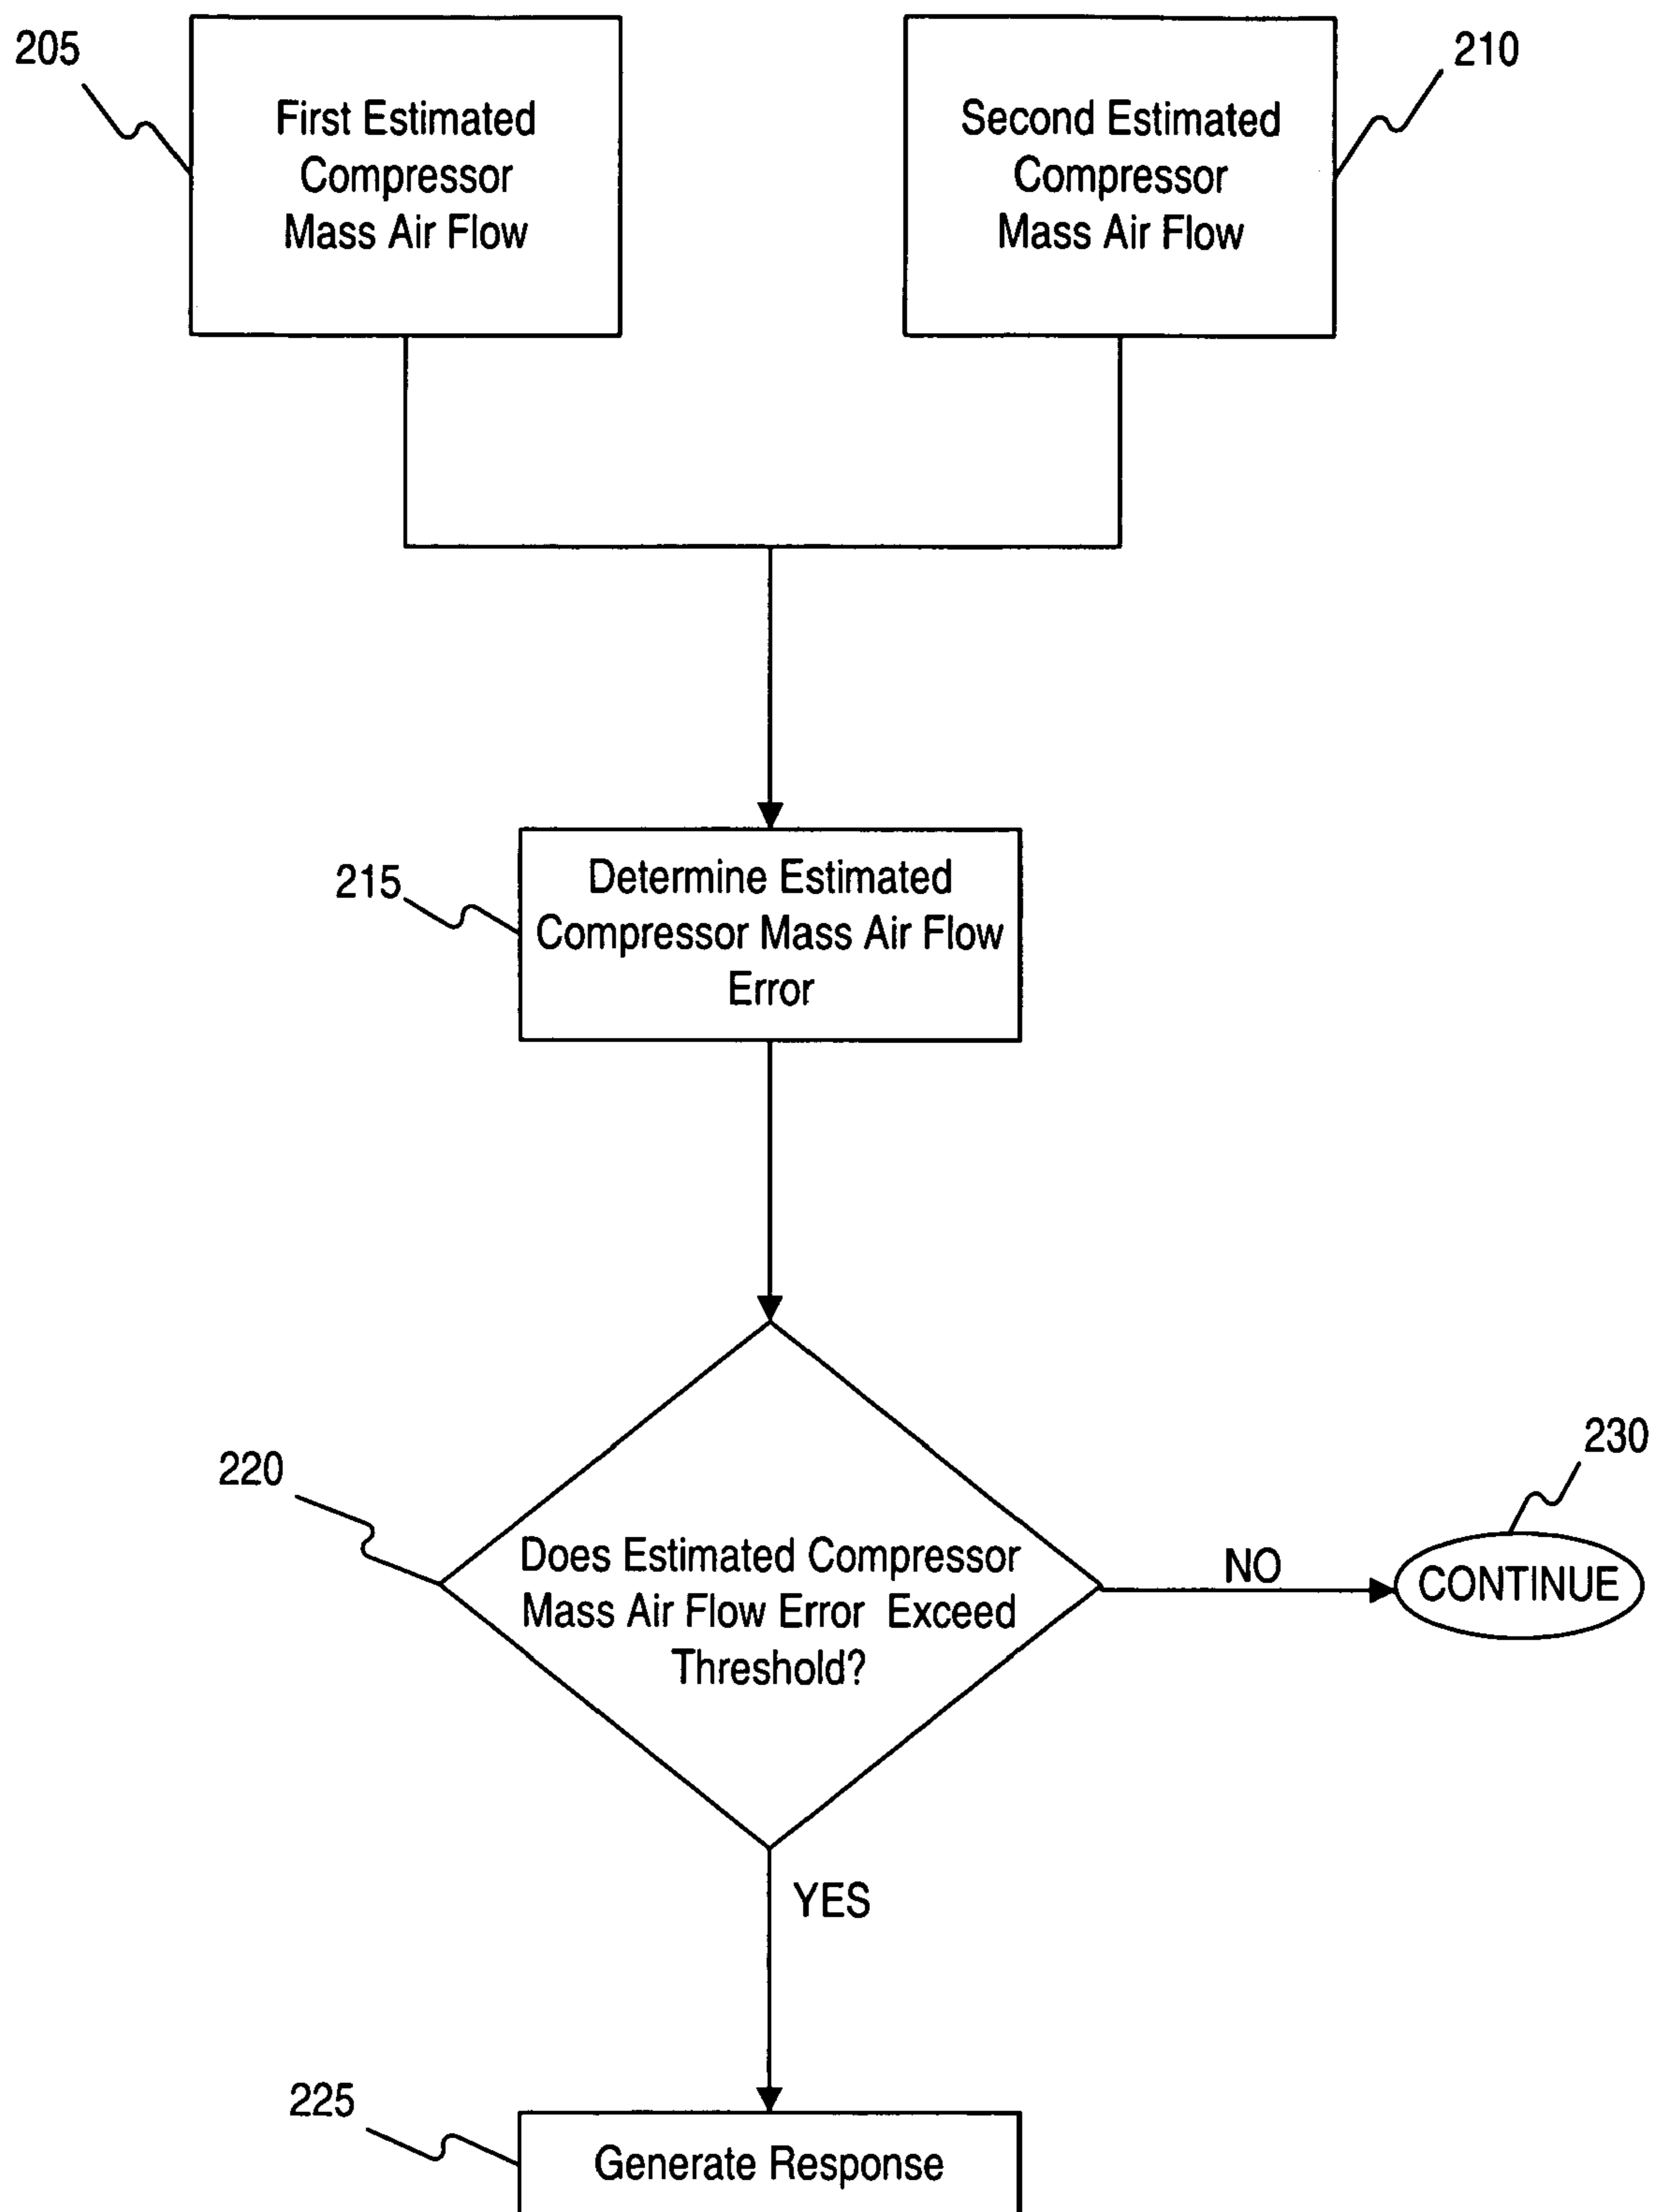 205
210
First Estimated
Compressor
Mass Air Flow
Second Estimated
Compressor
Mass Air Flow
215
Determine Estimated
Compressor Mass Air Flow
Error
220
230
Does Estimated Compressor
Mass Air Flow Error Exceed
Threshold?
NO
CONTINUE
YES
225
Generate Response